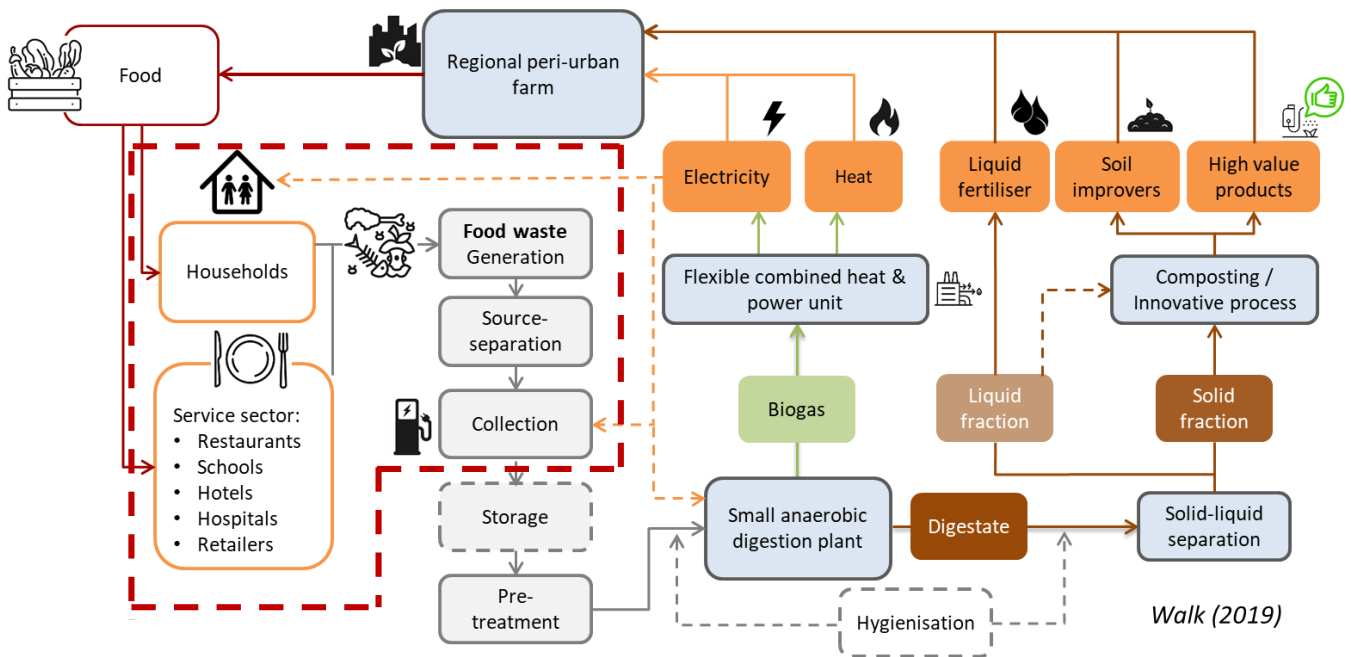 Food
Regional peri-urban
farm
Electricity
Heat
Liquid
fertiliser
Soil
improvers
High value
products
Households
Food waste
Generation
Source-
separation
Collection
Flexible combined heat &
power unit
Composting /
Innovative process
Service sector:
• Restaurants
• Schools
• Hotels
• Hospitals
• Retailers
Biogas
Liquid
fraction
Solid
fraction
Storage
Pre-
treatment
Small anaerobic
digestion plant
Digestate
Solid-liquid
separation
Hygienisation
Walk (2019)